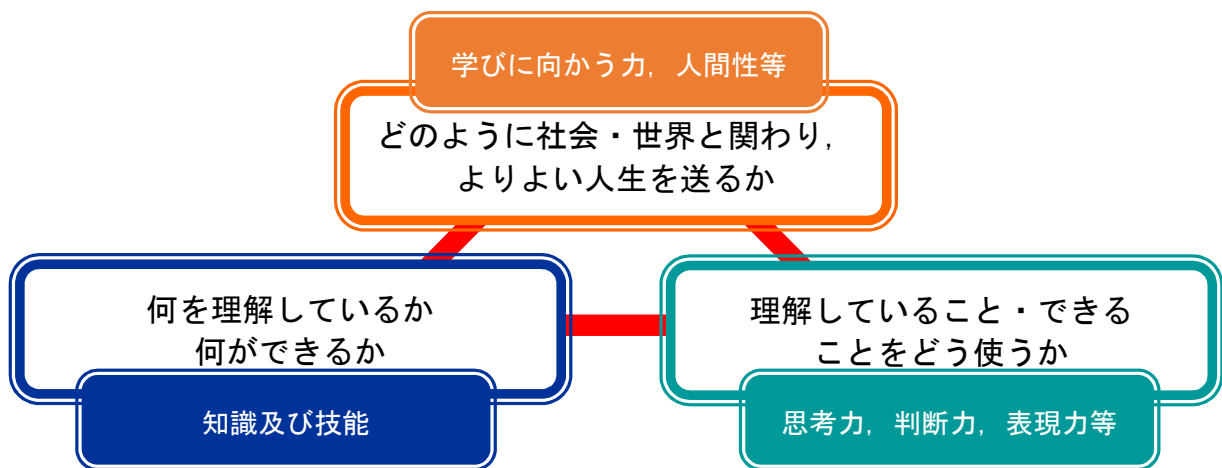 学びに向かう力，人間性等
どのように社会・世界と関わり，
よりよい人生を送るか
何を理解しているか
何ができるか
知識及び技能
理解していること・できる
ことをどう使うか
思考力，判断力，表現力等